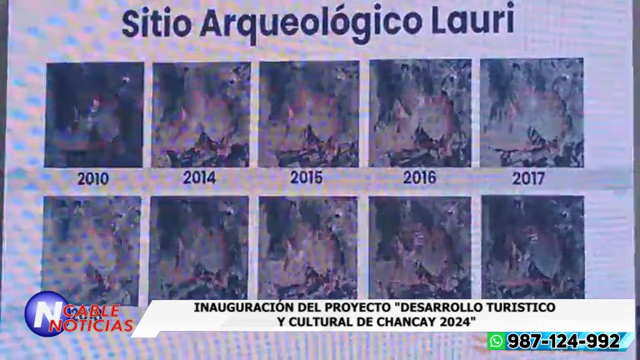 Sitio Arqueológico Lauri
2010
2014
2015
2016
2017
N CABLE
NOTICIAS
INAUGURACIÓN DEL PROYECTO "DESARROLLO TURISTICO
Y CULTURAL DE CHANCAY 2024"
987-124-992